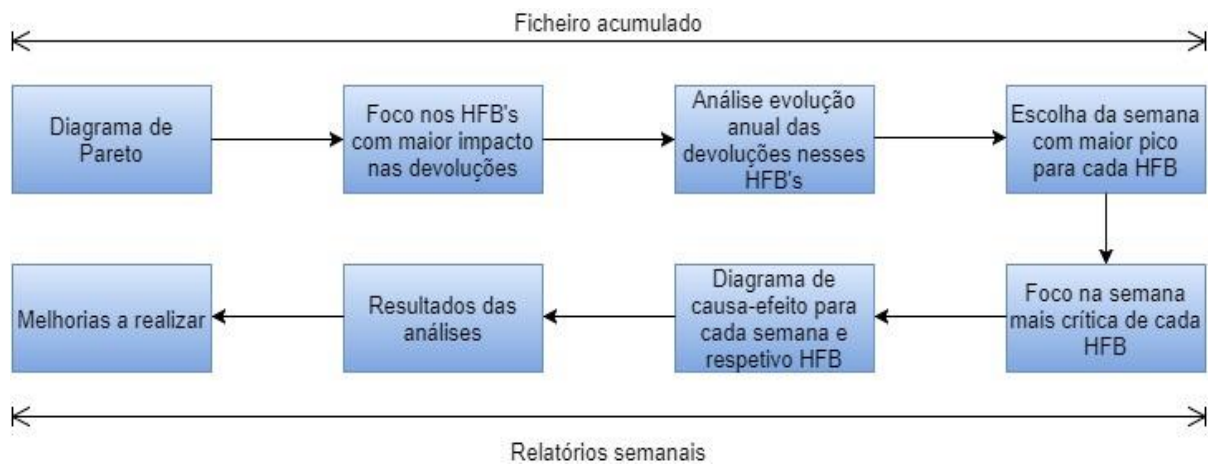 Ficheiro acumulado
Diagrama de
Pareto
Foco nos HFB's
com maior impacto
nas devoluções
Análise evolução
anual das
devoluções nesses
HFB's
Escolha da semana
com maior pico
para cada HFB
Foco na semana
mais crítica de cada
HFB
Diagrama de
causa-efeito para
cada semana e
respetivo HFB
Resultados das
análises
Melhorias a realizar
Relatórios semanais